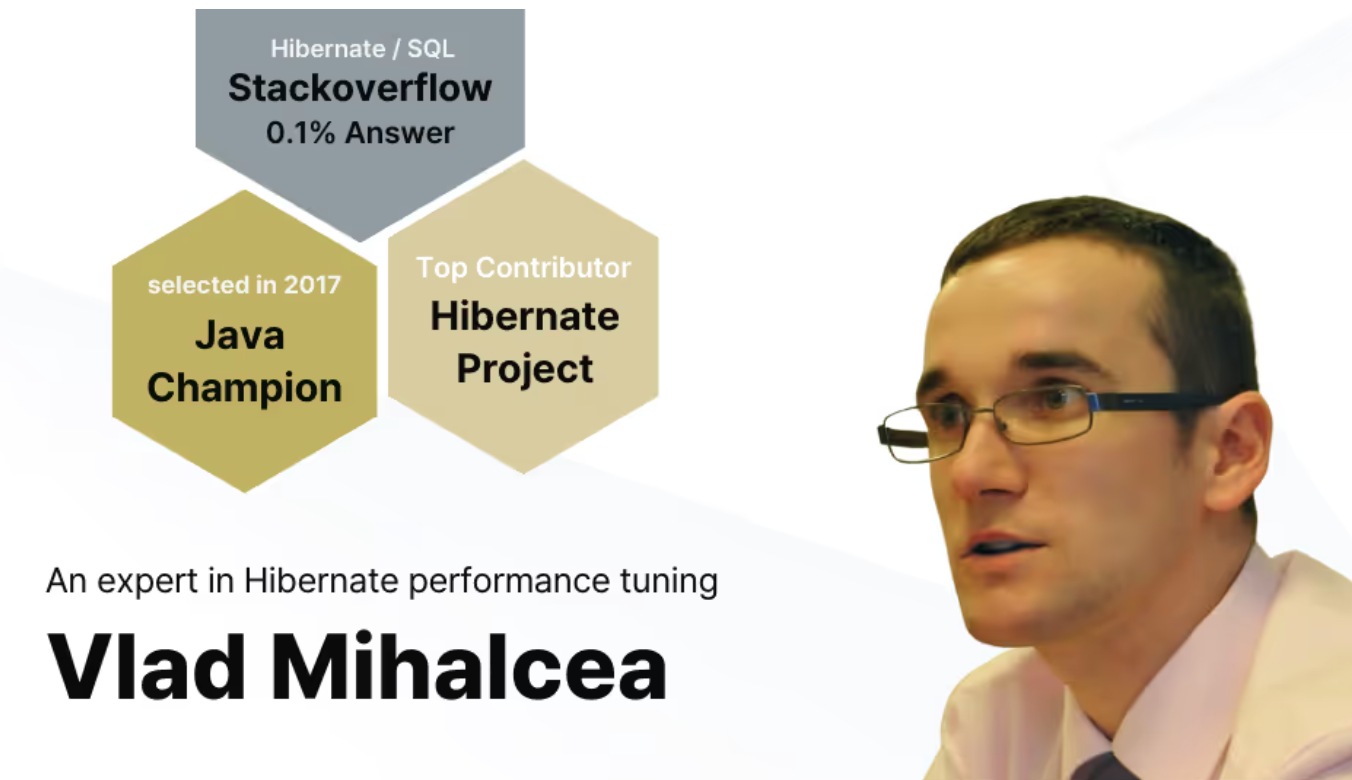 Hibernate / SQL
Stackoverflow
0.1% Answer
selected in 2017
Java
Champion
Top Contributor
Hibernate
Project
An expert in Hibernate performance tuning
Vlad Mihalcea